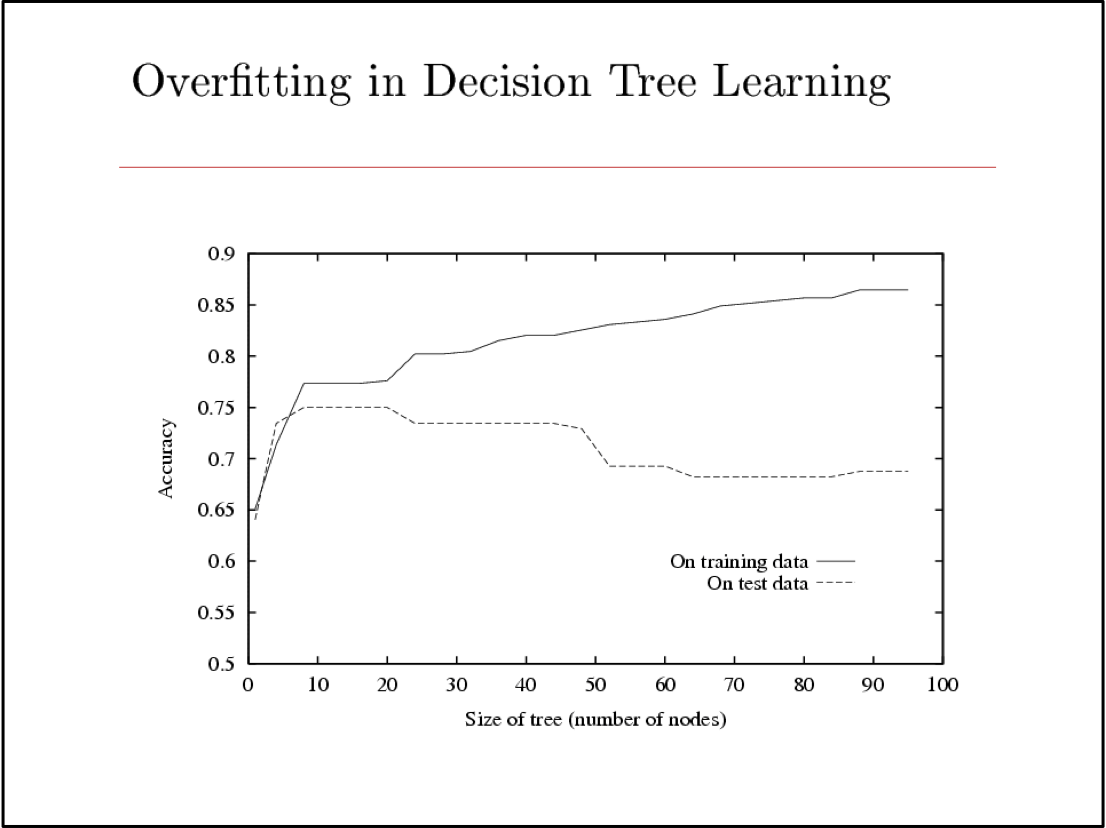 Overfitting in Decision Tree Learning
0.9
0.85
0.8
0.75
0.7
0.65
0.6
0.55
0.5
Accuracy
On training data
On test data
0 10 20 30 40 50 60 70 80 90 100
Size of tree (number of nodes)